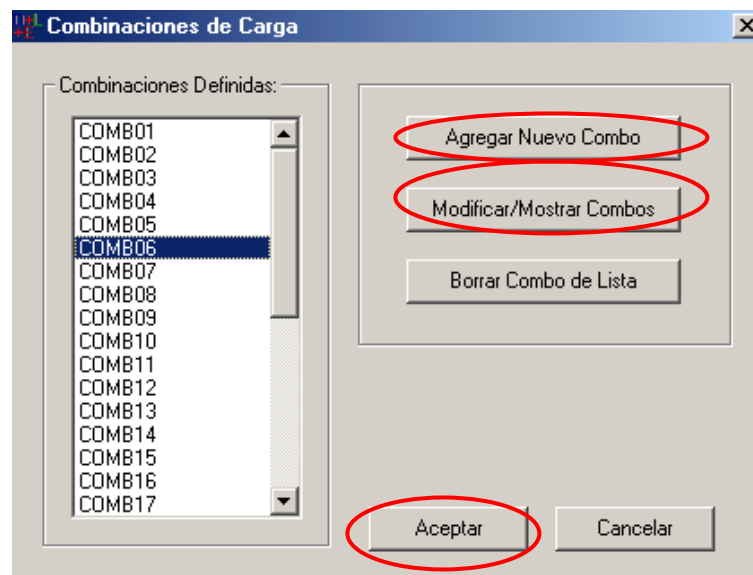 Combinaciones de Carga
Combinaciones Definidas:
COMB01
COMB02
COMB03
COMB04
COMB05
COMB06
COMB07
COMB08
COMB09
COMB10
COMB11
COMB12
COMB13
COMB14
COMB15
COMB16
COMB17
Agregar Nuevo Combo
Modificar/Mostrar Combos
Borrar Combo de Lista
Aceptar
Cancelar